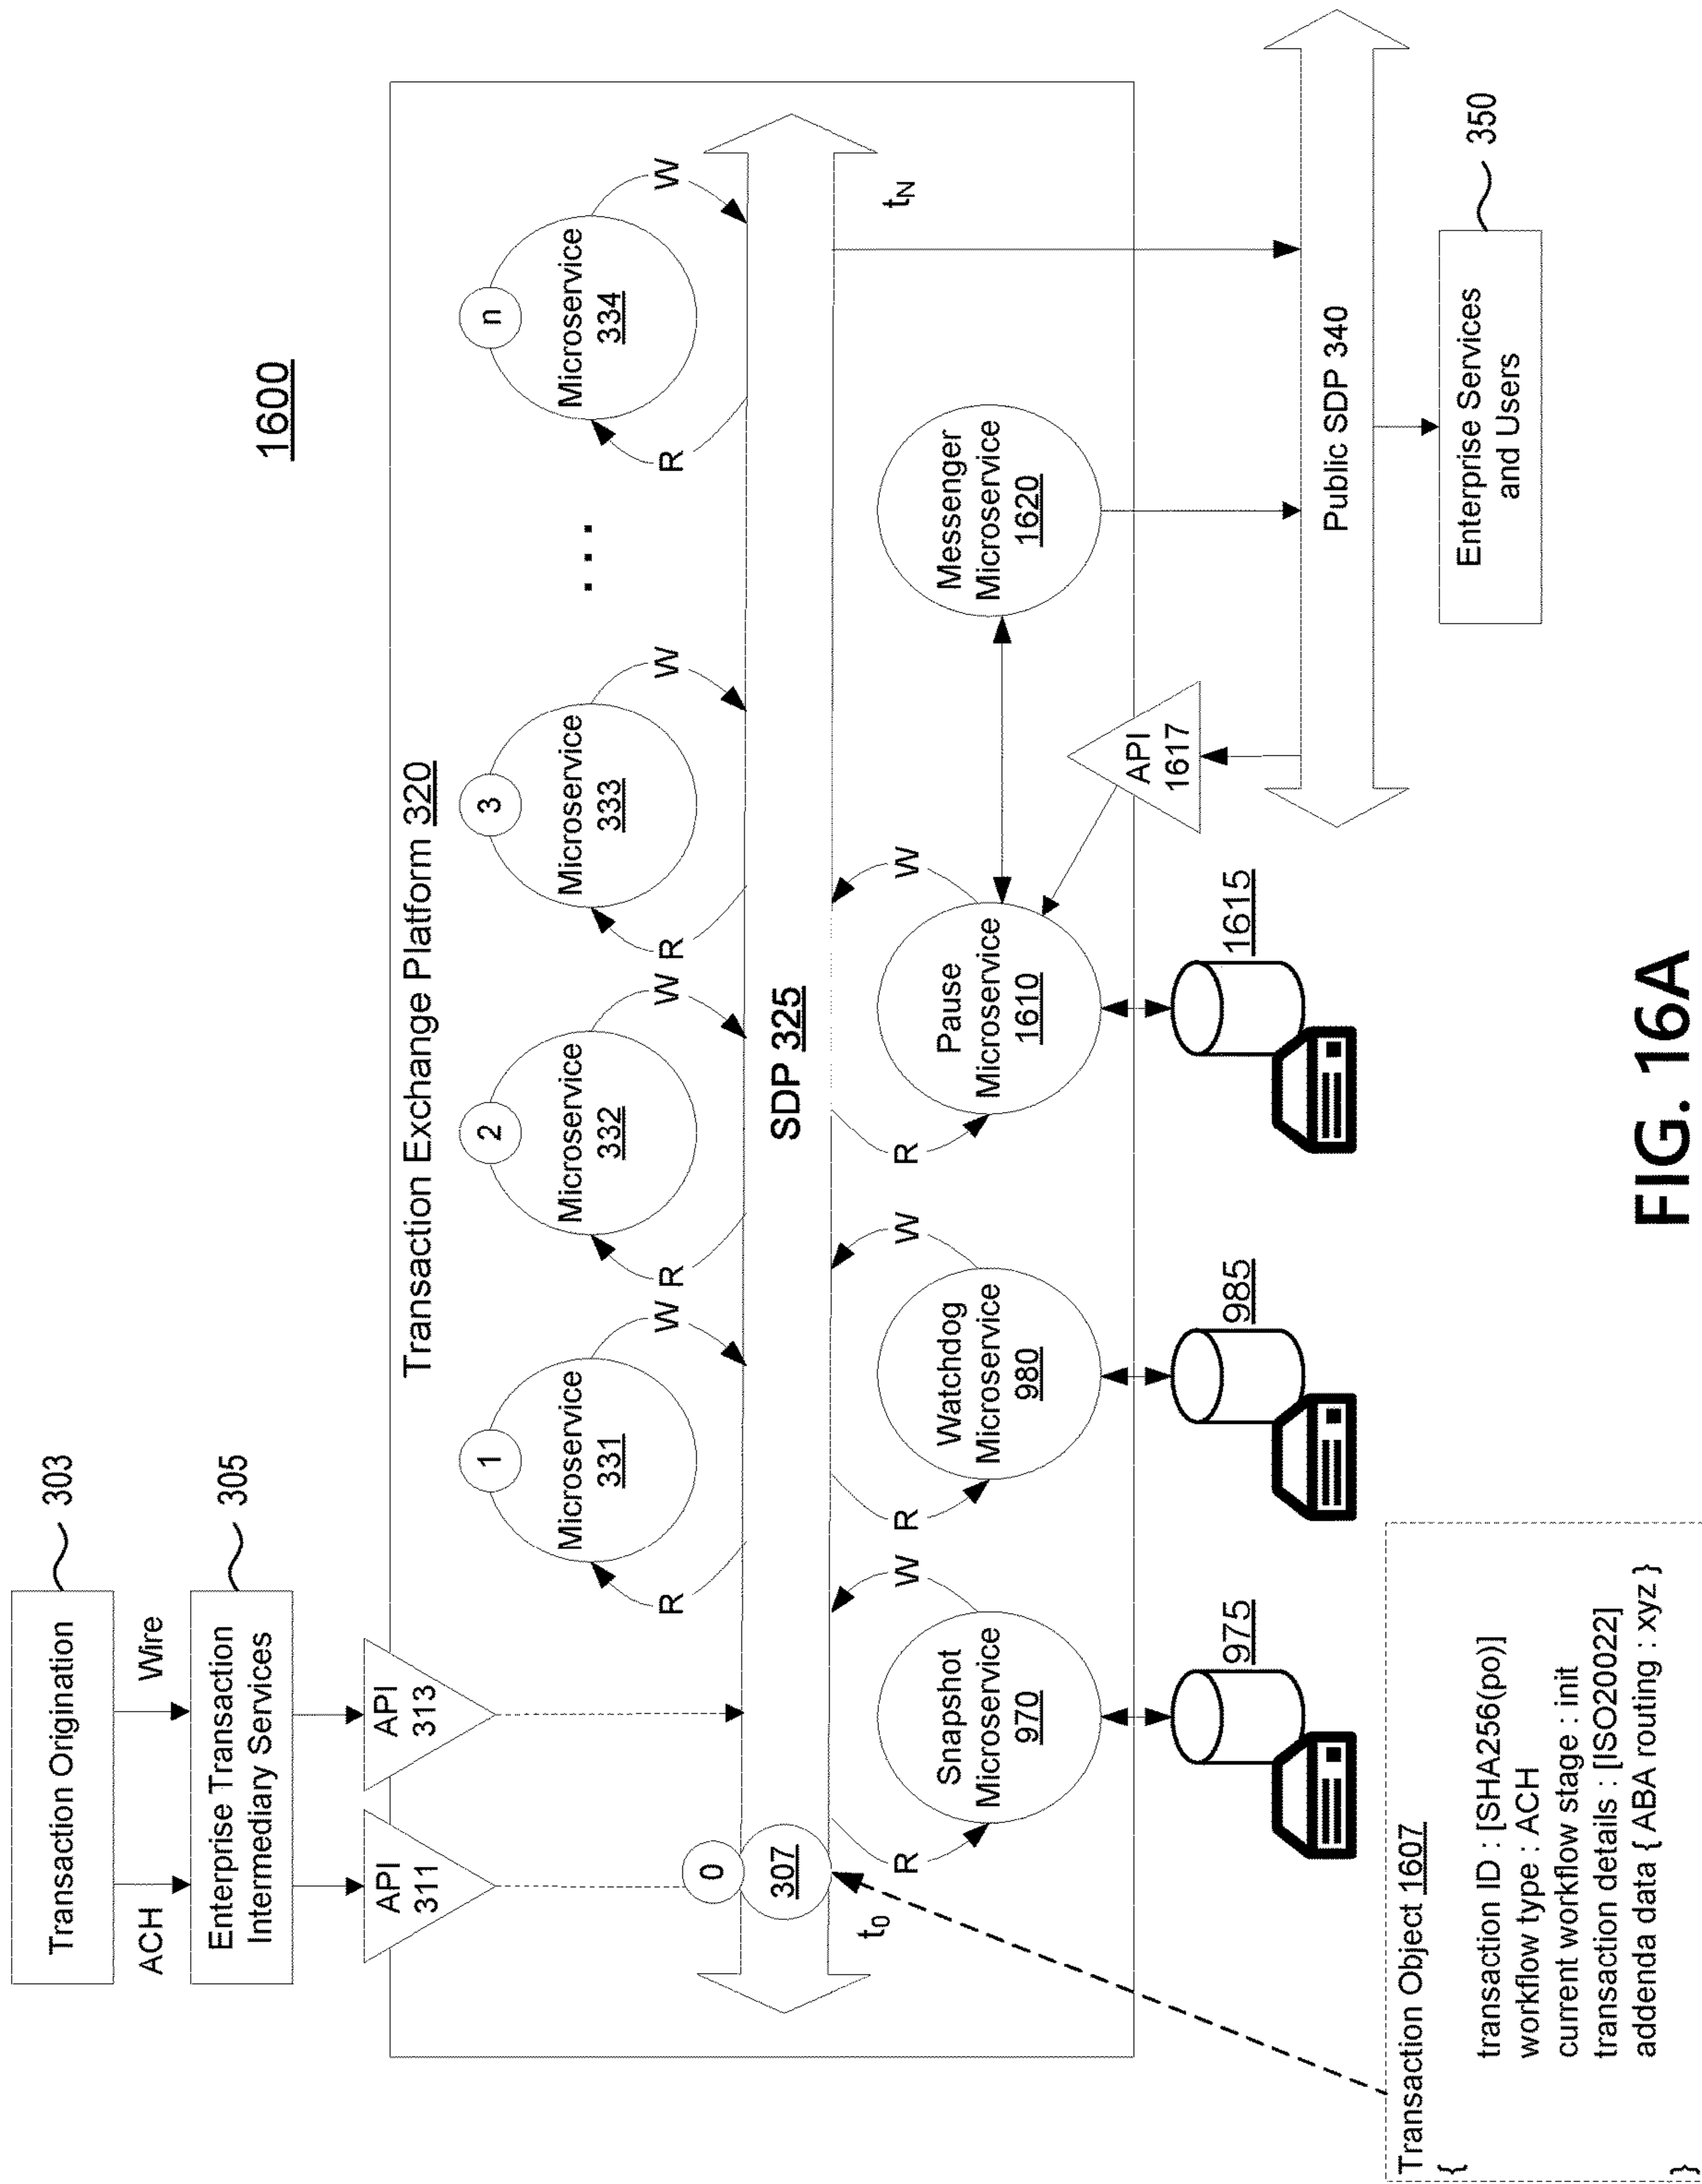 1600
Transaction Origination
303
ACH
Wire
Enterprise Transaction
Intermediary Services
305
API
311
API
313
Transaction Exchange Platform 320
1
Microservice
331
R
W
2
Microservice
332
R
W
3
Microservice
333
R
W
. . .
n
Microservice
334
R
W
0
307
t0
SDP 325
tN
R
W
Snapshot
Microservice
970
R
W
Watchdog
Microservice
980
R
W
Pause
Microservice
1610
Messenger
Microservice
1620
975
985
1615
API
1617
Public SDP 340
Enterprise Services
and Users
350
Transaction Object 1607
{
transaction ID : [SHA256(po)]
workflow type : ACH
current workflow stage : init
transaction details : [ISO20022]
addenda data { ABA routing : xyz }
}
FIG. 16A